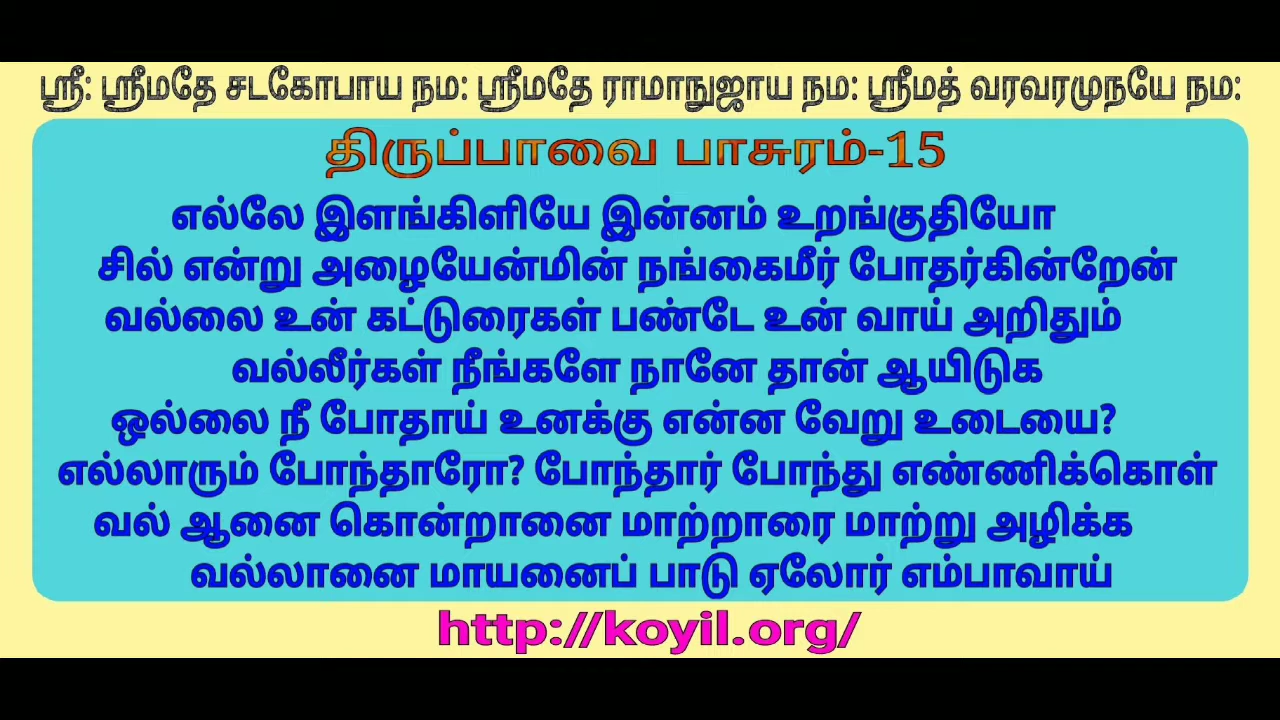 ஸ்ரீ: ஸ்ரீமதே சடகோபாய நம: ஸ்ரீமதே ராமாநுஜாய நம: ஸ்ரீமத் வரவரமுநயே நம:
திருப்பாவை பாசுரம்-15
எல்லே இளங்கிளியே இன்னம் உறங்குதியோ
சில் என்று அழையேன்மின் நங்கைமீர் போதர்கின்றேன்
வல்லை உன் கட்டுரைகள் பண்டே உன் வாய் அறிதும்
வல்லீர்கள் நீங்களே நானே தான் ஆயிடுக
ஒல்லை நீ போதாய் உனக்கு என்ன வேறு உடையை?
எல்லாரும் போந்தாரோ? போந்தார் போந்து எண்ணிக்கொள்
வல் ஆனை கொன்றானை மாற்றாரை மாற்று அழிக்க
வல்லானை மாயனைப் பாடு ஏலோர் எம்பாவாய்
http://koyil.org/